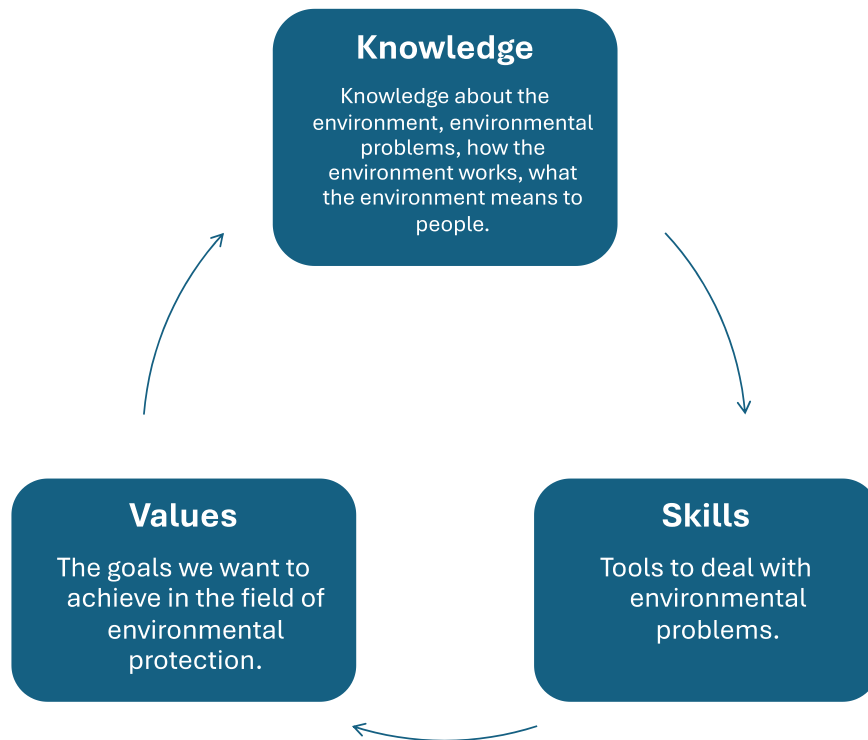 Knowledge
Knowledge about the
environment, environmental
problems, how the
environment works, what
the environment means to
people.
Values
The goals we want to
achieve in the field of
environmental
protection.
Skills
Tools to deal with
environmental
problems.